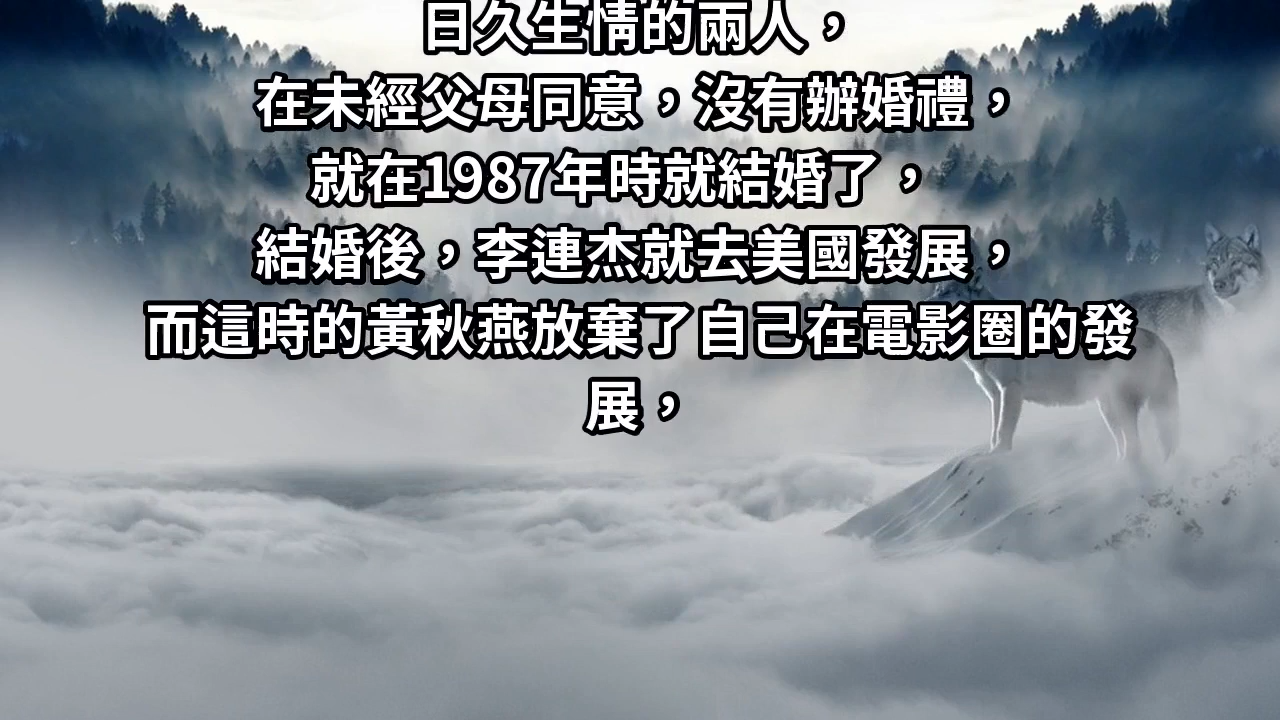 日久生情的兩人，
在未經父母同意，沒有辦婚禮，
就在1987年時就結婚了，
結婚後，李連杰就去美國發展，
而這時的黃秋燕放棄了自己在電影圈的發
展，